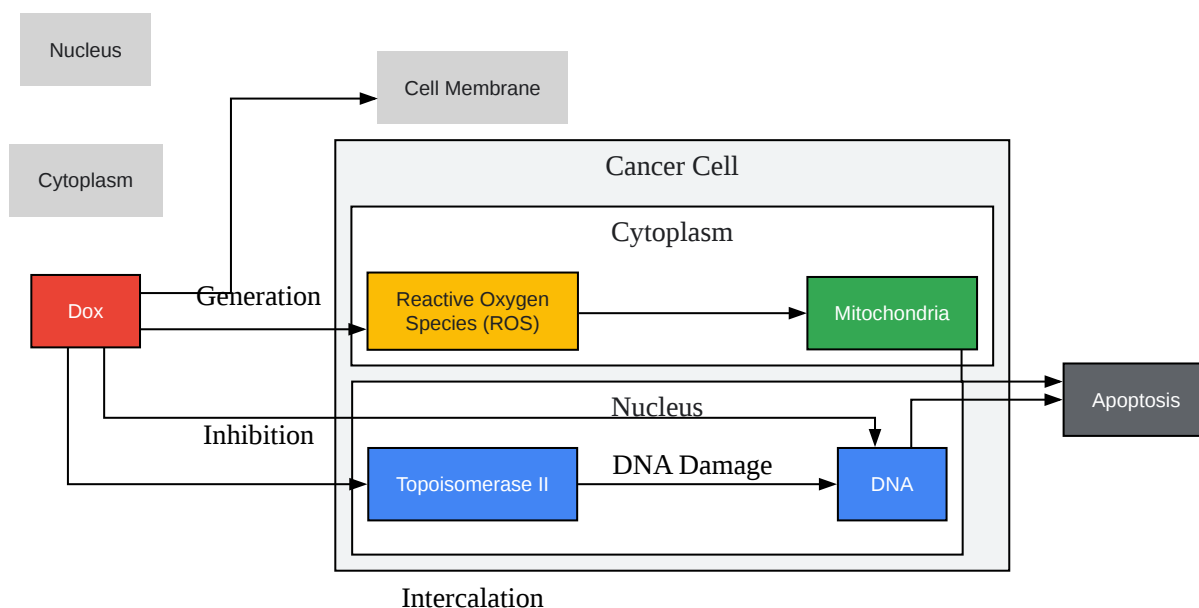 Nucleus
Cell Membrane
Cancer Cell
Cytoplasm
Cytoplasm
Dox
Generation
Reactive Oxygen
Species (ROS)
Mitochondria
Apoptosis
Nucleus
Inhibition
DNA Damage
Topoisomerase II
DNA
Intercalation